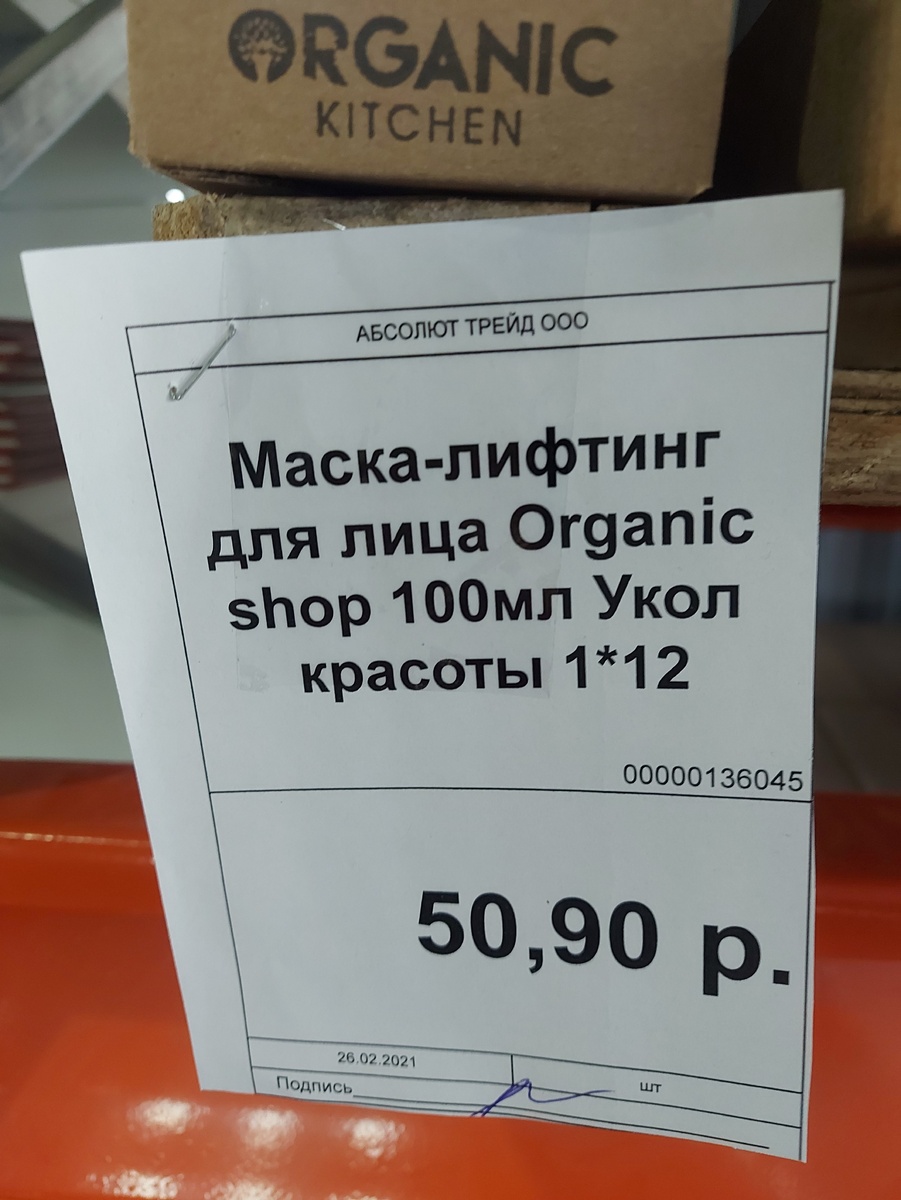 ORGANIC
KITCHEN
АБСОЛЮТ ТРЕЙД ООО
Маска-лифтинг
для лица Organic
shop 100мл Укол
красоты 1*12
00000136045
50,90 р.
26.02.2021
Подпись
шт